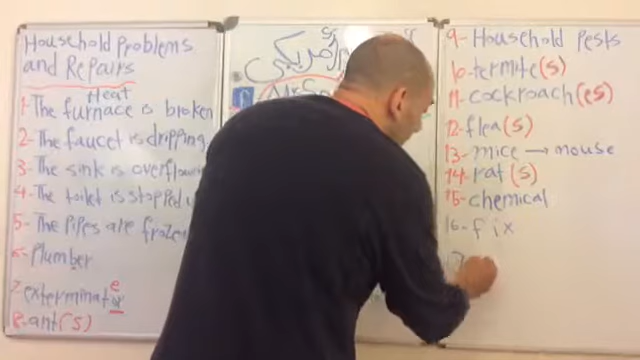 Household Problems
and Repairs
Heat
1- The furnace is broken
2- The faucet is dripping
3- The sink is overflowin
4- The toilet is stopped
5- The Pipes are frozen
6- Plumber
e
7- exterminator
8- ant(s)
9- Household Pests
10- termite(s)
11- cockroach(es)
12- flea(s)
13- mice → mouse
14- rat(s)
15- chemical
16- fix
17